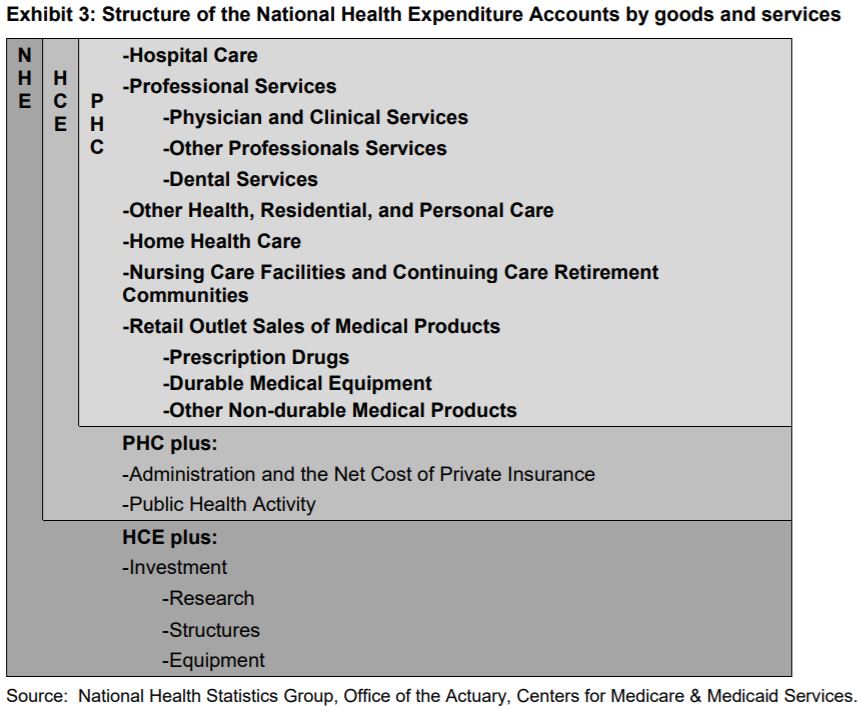 Exhibit 3: Structure of the National Health Expenditure Accounts by goods and services
NHE
HCE
PHC
-Hospital Care
-Professional Services
-Physician and Clinical Services
-Other Professionals Services
-Dental Services
-Other Health, Residential, and Personal Care
-Home Health Care
-Nursing Care Facilities and Continuing Care Retirement
Communities
-Retail Outlet Sales of Medical Products
-Prescription Drugs
-Durable Medical Equipment
-Other Non-durable Medical Products
PHC plus:
-Administration and the Net Cost of Private Insurance
-Public Health Activity
HCE plus:
-Investment
-Research
-Structures
-Equipment
Source: National Health Statistics Group, Office of the Actuary, Centers for Medicare & Medicaid Services.